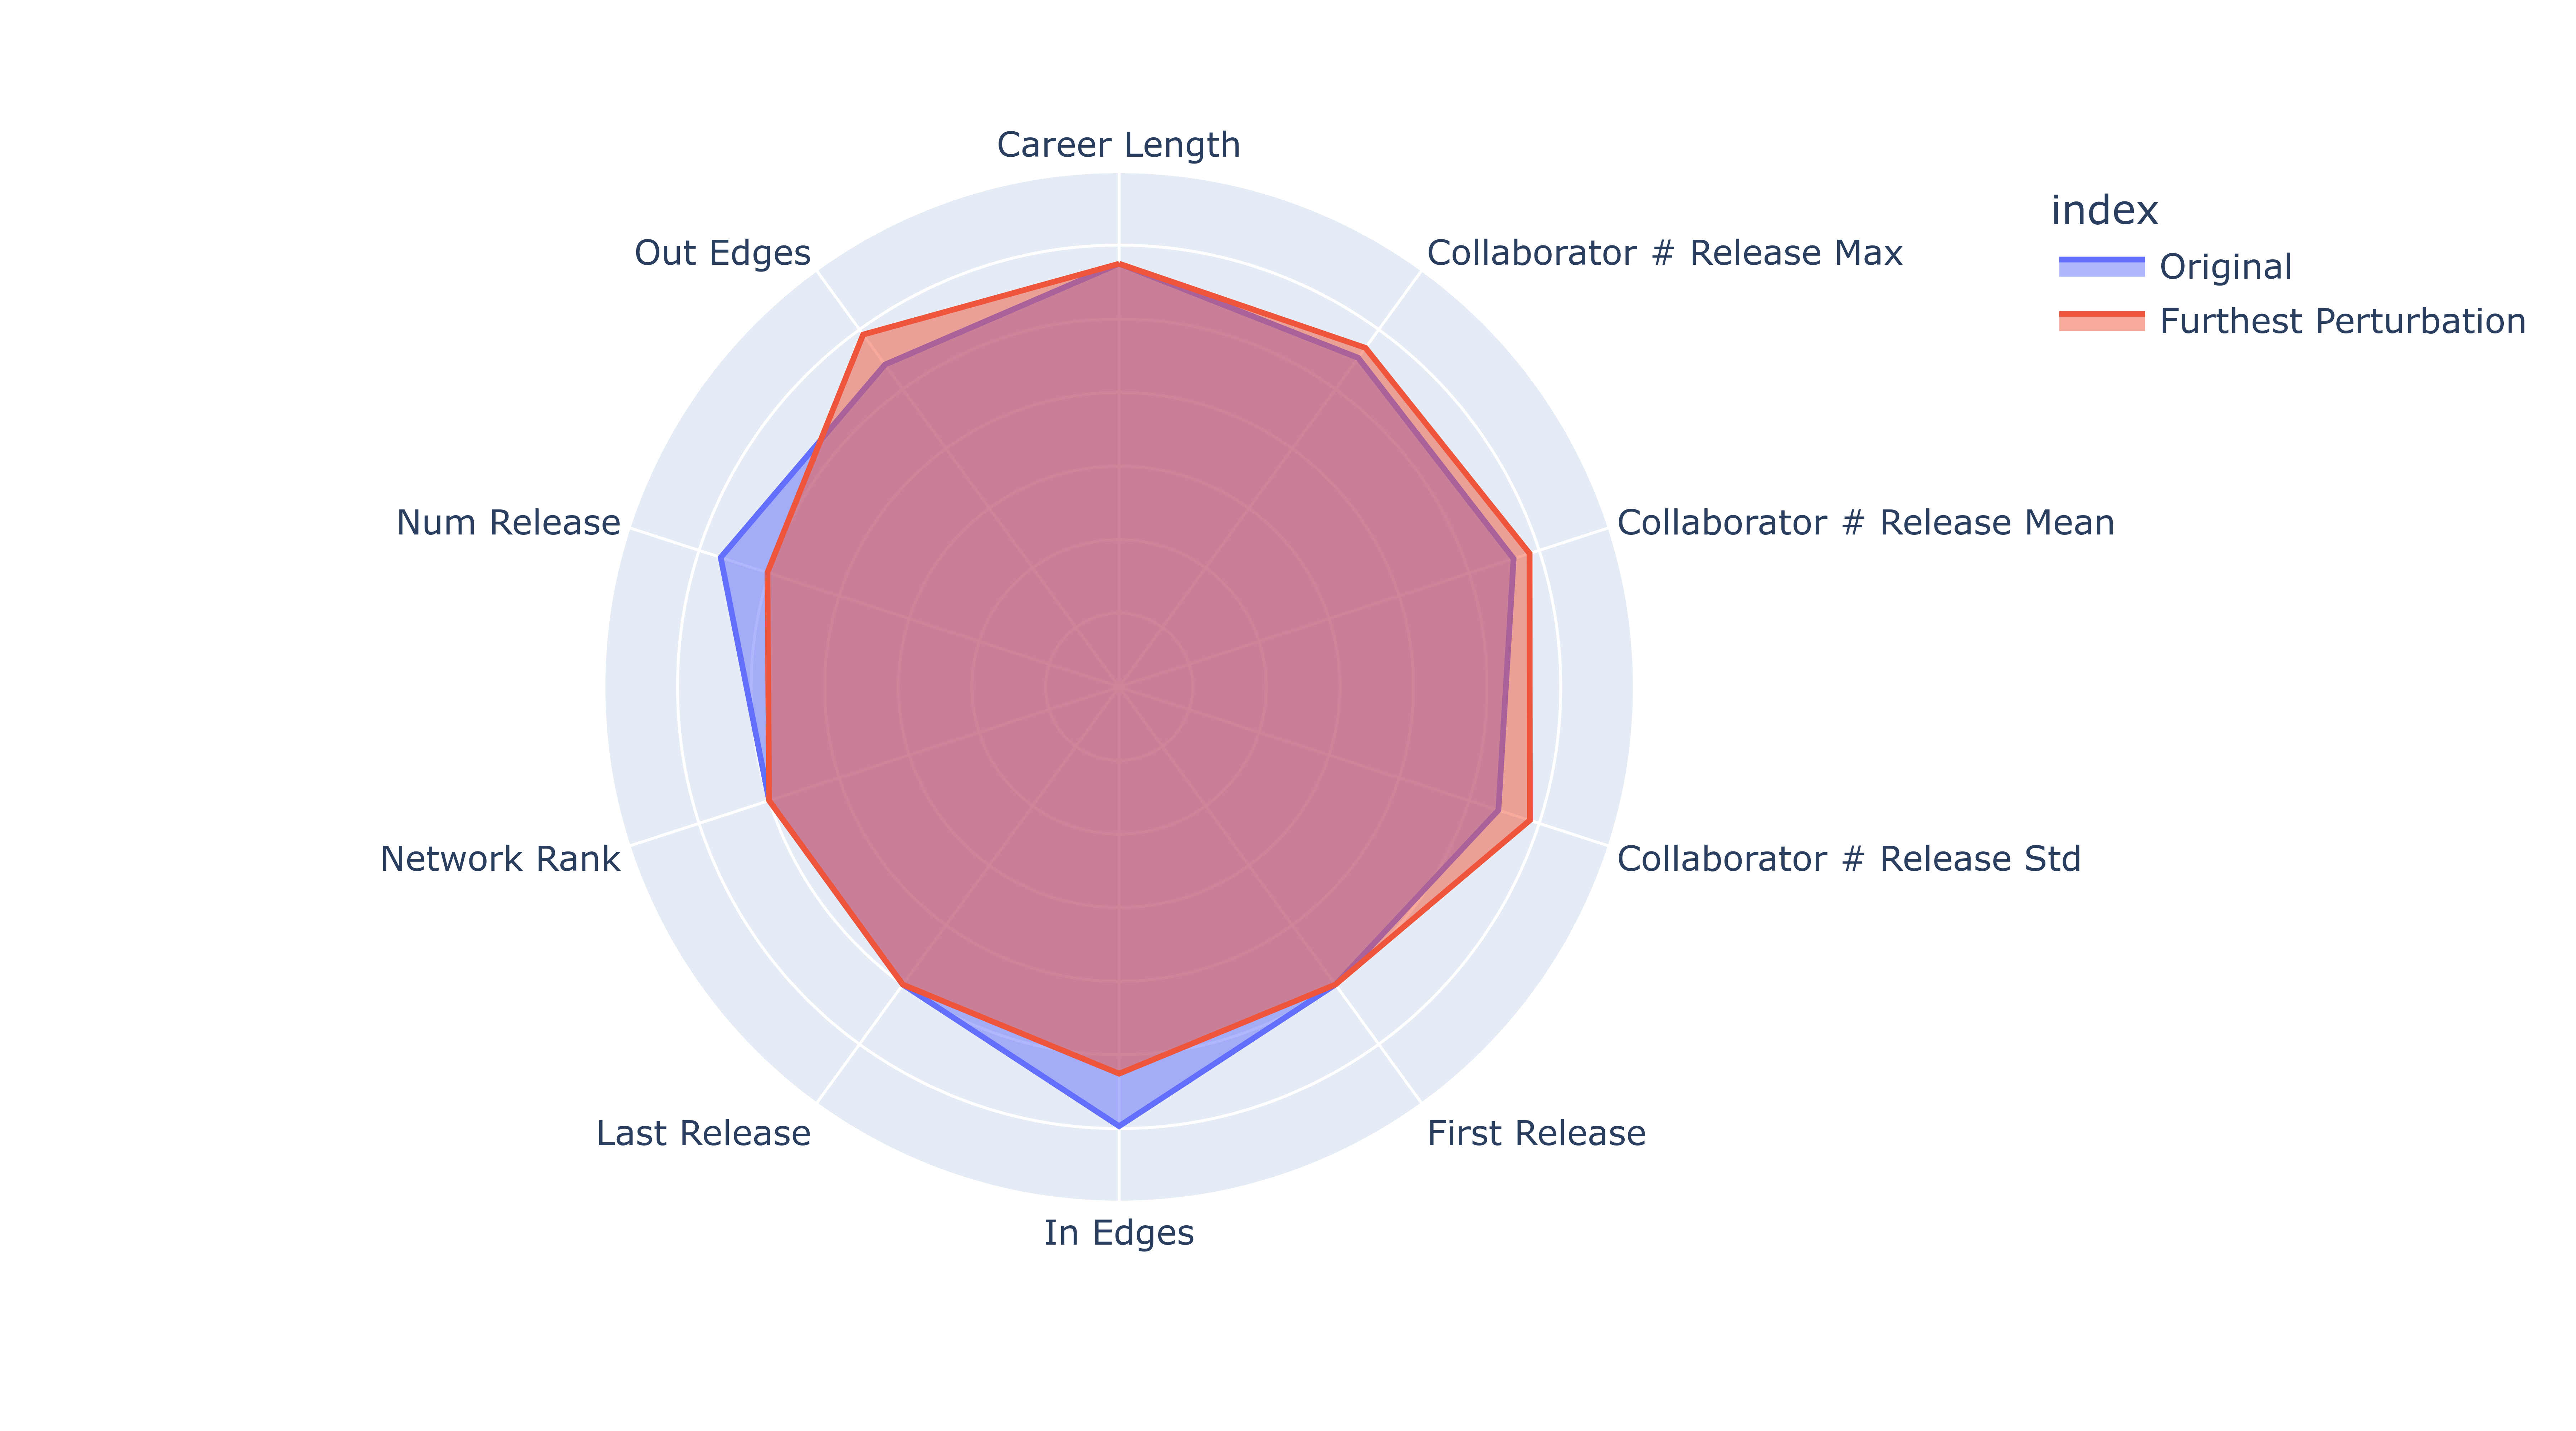 Career Length
Out Edges
Collaborator # Release Max
index
Original
Furthest Perturbation
Num Release
Collaborator # Release Mean
Network Rank
Collaborator # Release Std
Last Release
First Release
In Edges